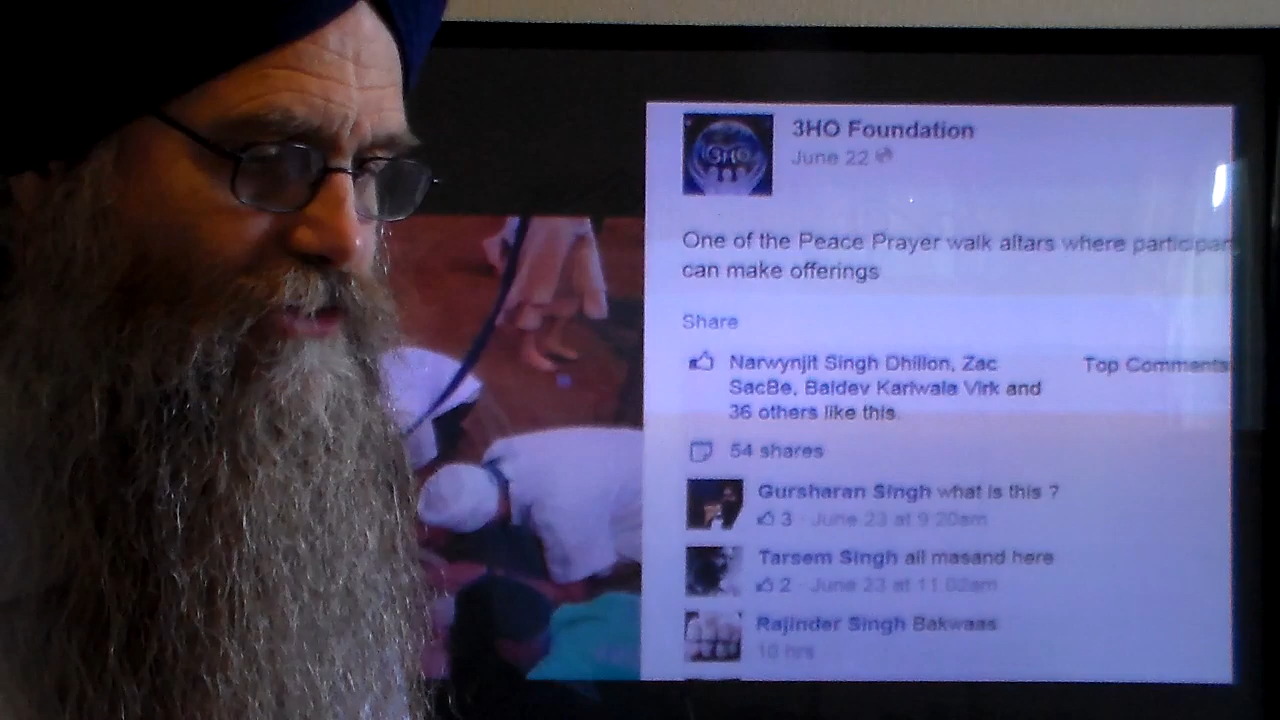 3HO
3HO Foundation
June 22
One of the Peace Prayer walk altars where
can make offerings
Share
Narwynjit Singh Dhillon, Zac
Top Comments
SacBe, Baldev Kariwala Virk and
36 others like this.
54 shares
Gursharan Singh what is this ?
3 · June 23 at 9:20am
Tarsem Singh all masand here
2 · June 23 at 11:02am
Rajinder Singh Bakwaas
10 hrs